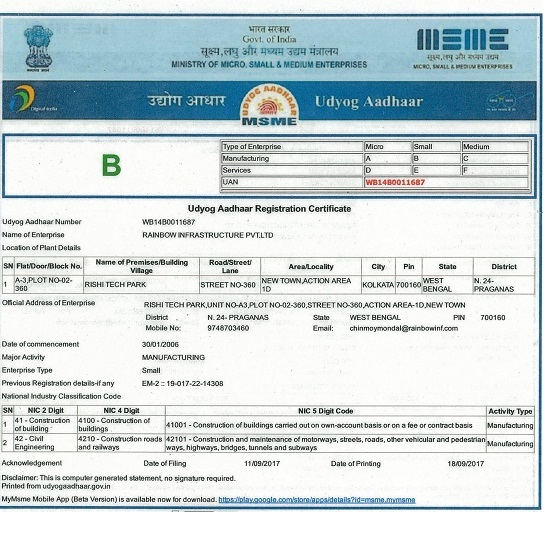 भारत सरकार
Govt. of India
सूक्ष्म,लघु और मध्यम उद्यम मंत्रालय
MINISTRY OF MICRO, SMALL & MEDIUM ENTERPRISES
MSME
सूक्ष्म,लघु और मध्यम उद्यम
MICRO, SMALL & MEDIUM ENTERPRISES
Digital India
उद्योग आधार
UDYOG AADHAAR
MSME
Udyog Aadhaar
B
Type of Enterprise Micro Small Medium
Manufacturing A B C
Services D E F
UAN WB14B0011687
Udyog Aadhaar Registration Certificate
Udyog Aadhaar Number WB14B0011687
Name of Enterprise RAINBOW INFRASTRUCTURE PVT.LTD
Location of Plant Details
SN Flat/Door/Block No. Name of Premises/Building Village Road/Street/Lane Area/Locality City Pin State District
1 A-3,PLOT NO-02-360 RISHI TECH PARK STREET NO-360 NEW TOWN,ACTION AREA 1D KOLKATA 700160 WEST BENGAL N. 24-PRAGANAS
Official Address of Enterprise RISHI TECH PARK,UNIT NO-A3,PLOT NO-02-360,STREET NO-360,ACTION AREA-1D,NEW TOWN
District N. 24- PRAGANAS State WEST BENGAL PIN 700160
Mobile No: 9748703460 Email: chinmoymondal@rainbowinf.com
Date of commencement 30/01/2006
Major Activity MANUFACTURING
Enterprise Type Small
Previous Registration details-if any EM-2 :: 19-017-22-14308
National Industry Classification Code
SN NIC 2 Digit NIC 4 Digit NIC 5 Digit Code Activity Type
1 41 - Construction of building 4100 - Construction of buildings 41001 - Construction of buildings carried out on own-account basis or on a fee or contract basis Manufacturing
2 42 - Civil Engineering 4210 - Construction roads and railways 42101 - Construction and maintenance of motorways, streets, roads, other vehicular and pedestrian ways, highways, bridges, tunnels and subways Manufacturing
Acknowledgement Date of Filing 11/09/2017 Date of Printing 18/09/2017
Disclaimer: This is computer generated statement, no signature required.
Printed from udyogaadhaar.gov.in
MyMsme Mobile App (Beta Version) is available now for download. https://play.google.com/store/apps/details?id=msme.mymsme